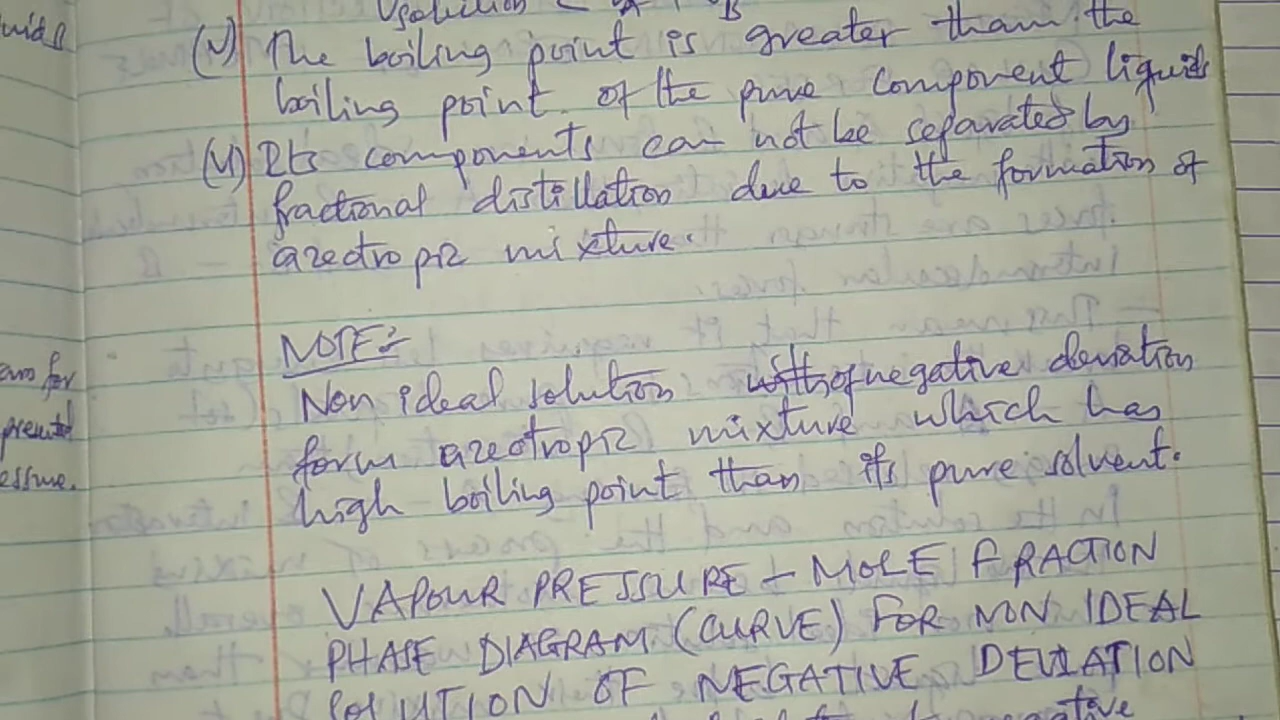 (V) The boiling point is greater than the
boiling point of the pure component liquids
(VI) Its components can not be separated by
fractional distillation due to the formation of
azeotropic mixture.
NOTE:-
Non ideal solution of negative deviation
form azeotropic mixture which has
high boiling point than its pure solvent.
VAPOUR PRESSURE - MOLE FRACTION
PHASE DIAGRAM (CURVE) FOR NON IDEAL
SOLUTION OF NEGATIVE DEVIATION